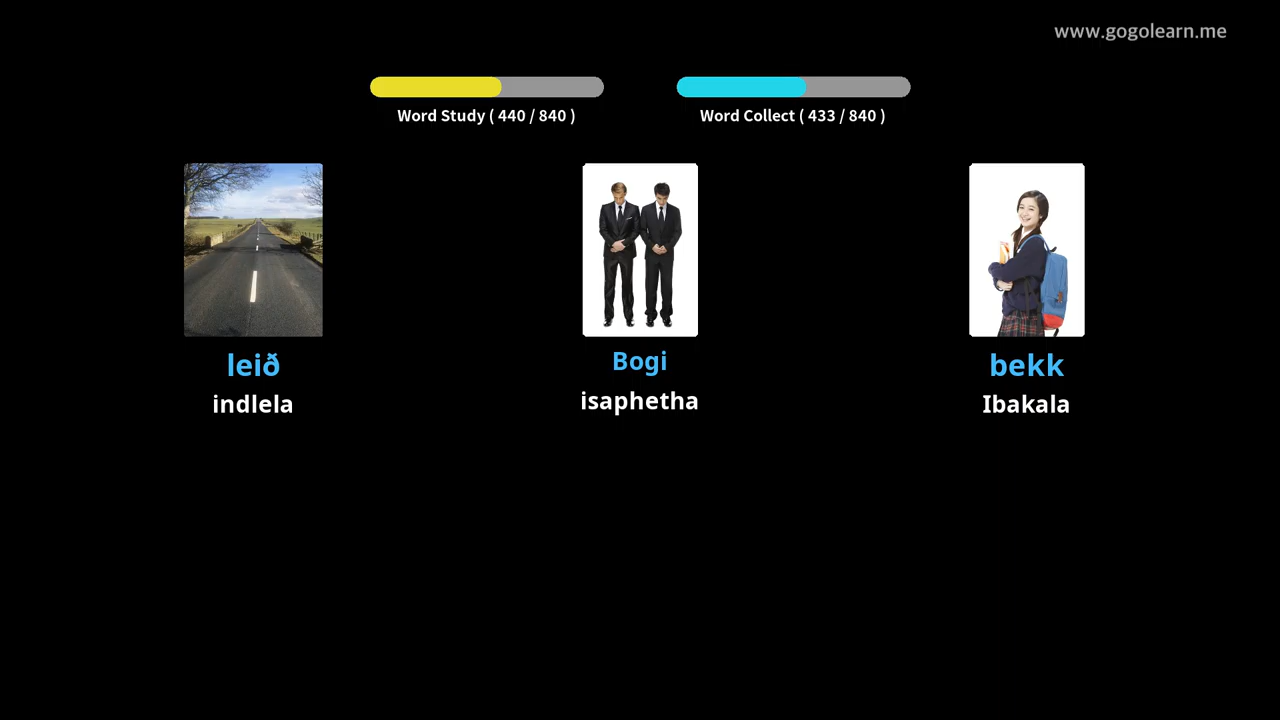 www.gogolearn.me
Word Study ( 440 / 840 )
Word Collect ( 433 / 840 )
leið
indlela
Bogi
isaphetha
bekk
Ibakala